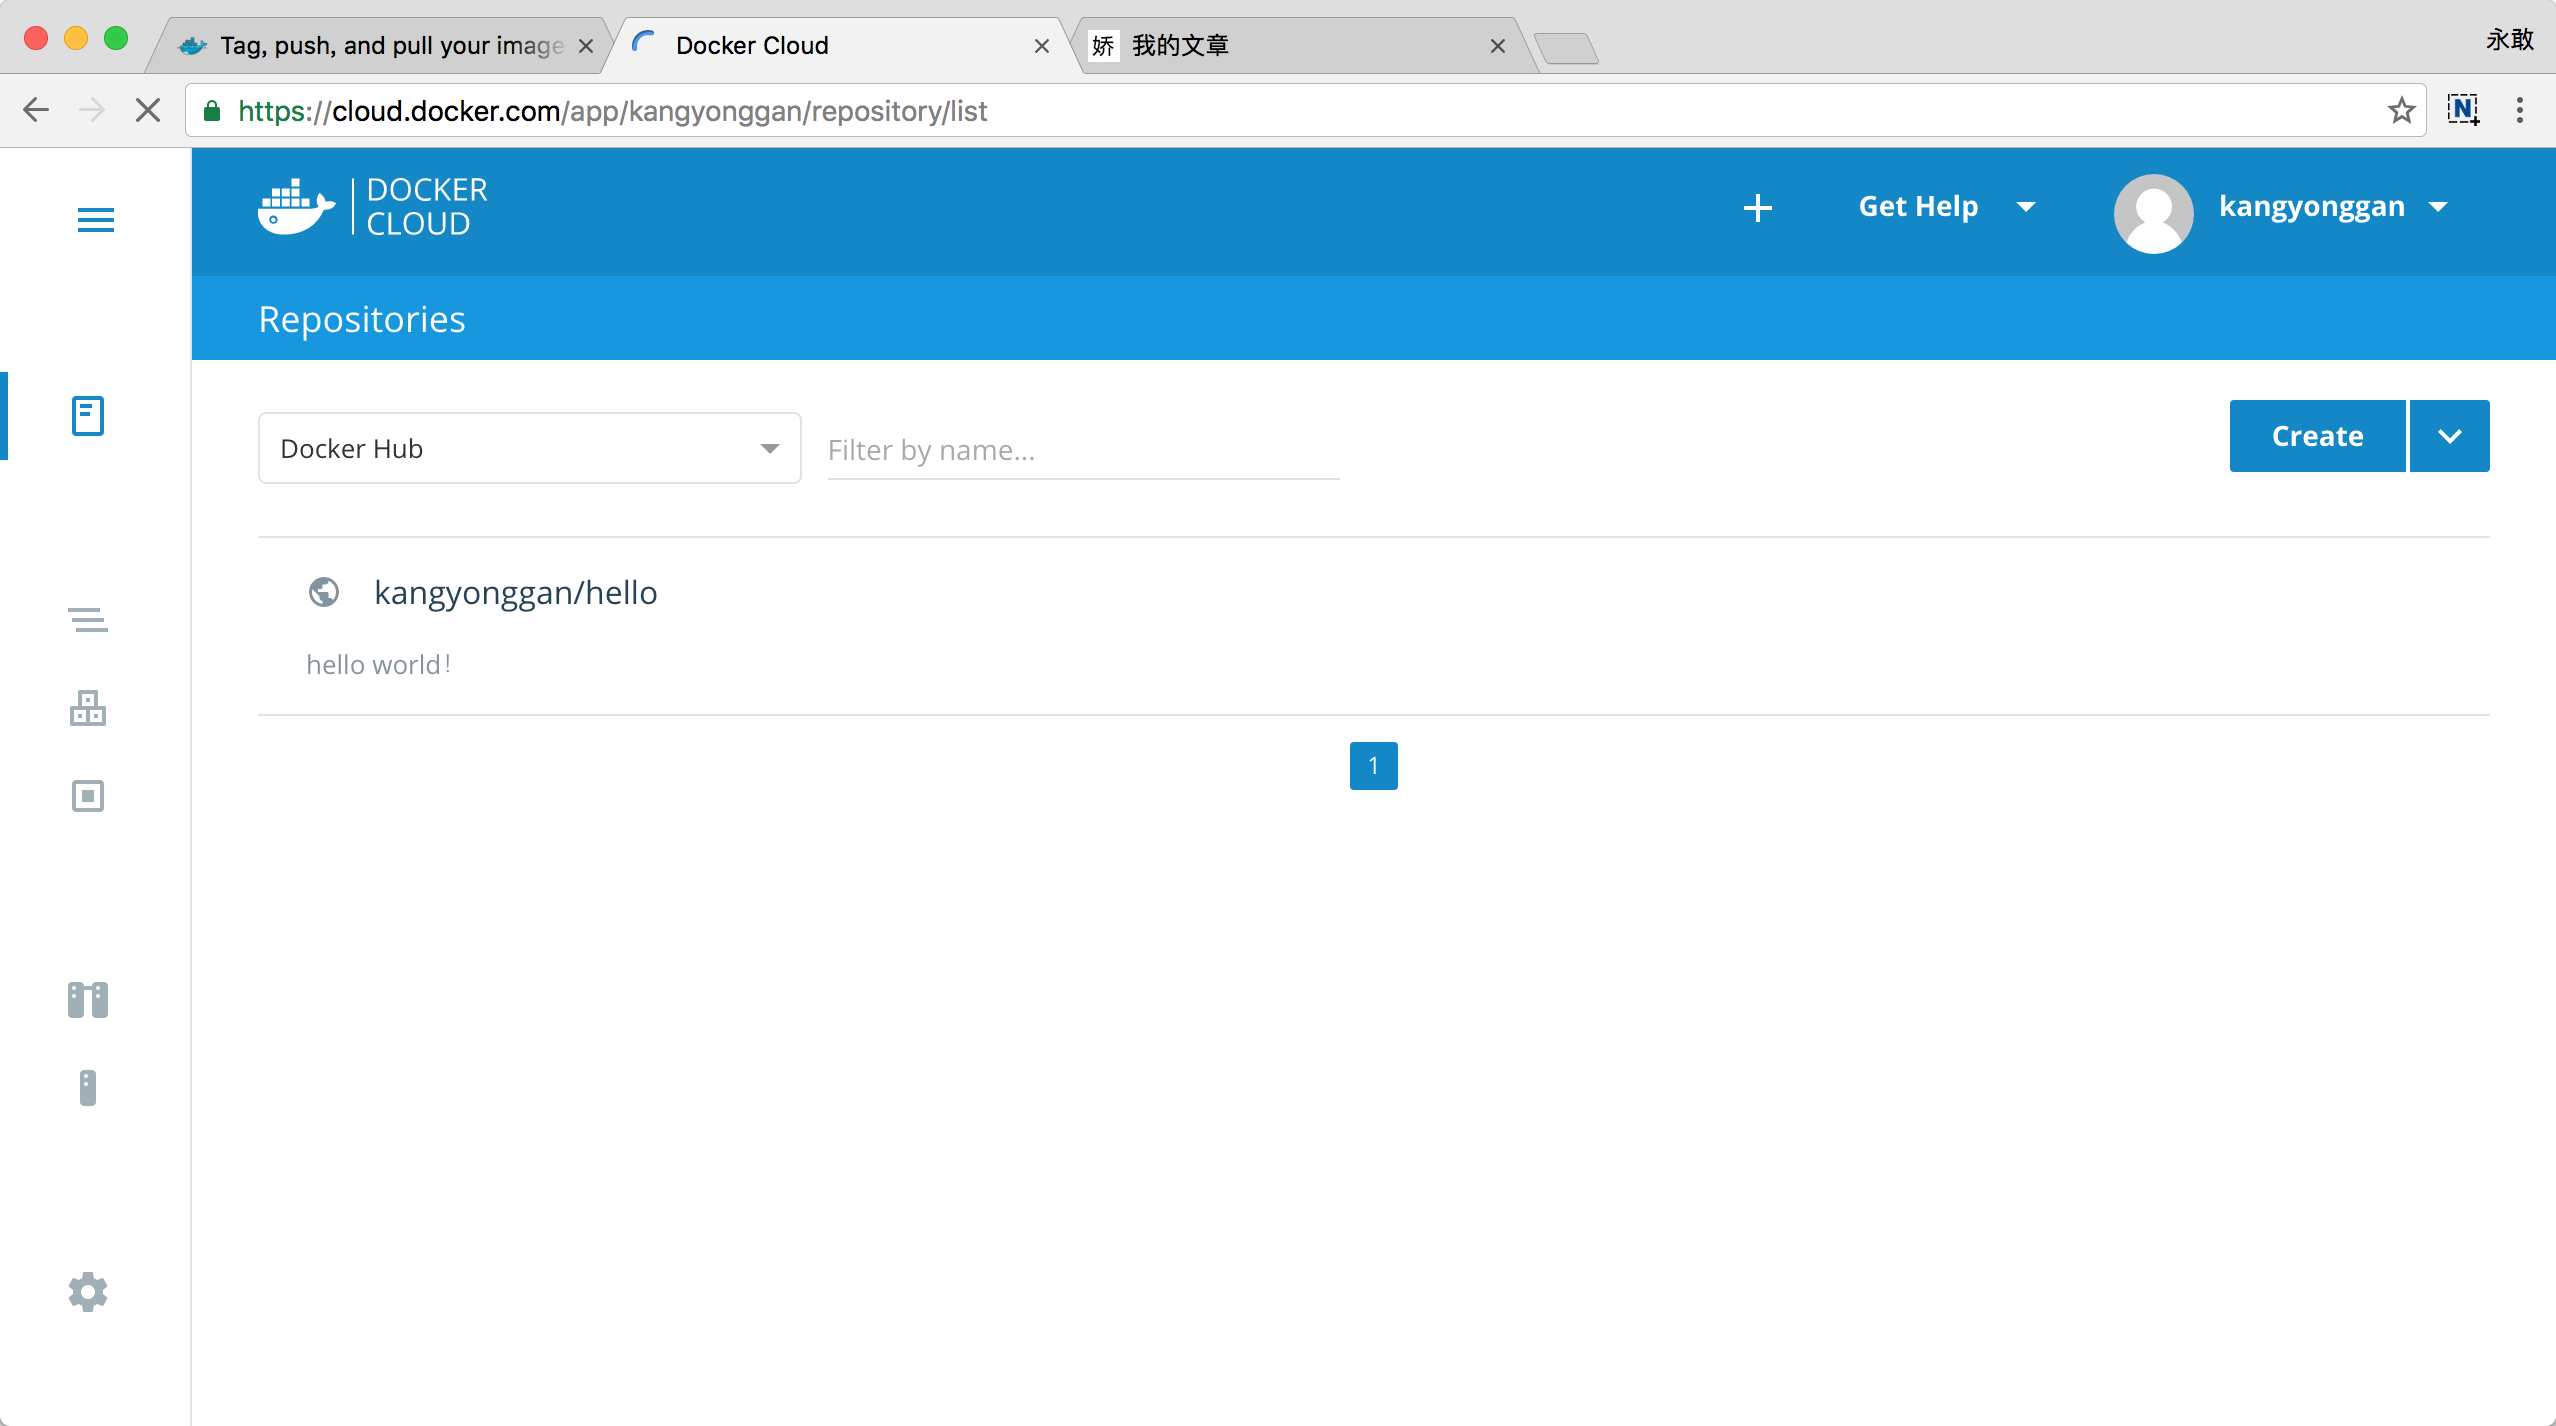 Tag, push, and pull your image
Docker Cloud
娇 我的文章
永敢
https://cloud.docker.com/app/kangyonggan/repository/list
N
DOCKER
CLOUD
Get Help
kangyonggan
Repositories
Docker Hub
Filter by name...
Create
kangyonggan/hello
hello world！
1